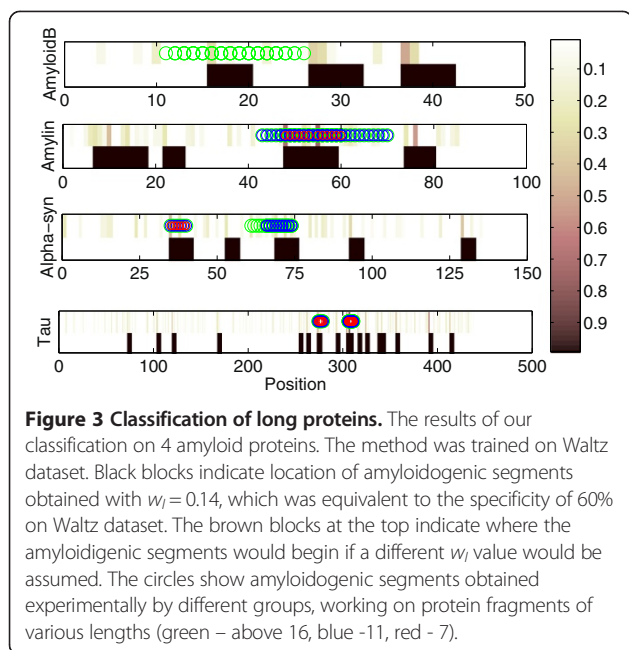 AmyloidB
0 10 20 30 40 50
Amylin
0 20 40 60 80 100
Alpha-syn
0 25 50 75 100 125 150
Tau
0 100 200 300 400 500
Position
0.1
0.2
0.3
0.4
0.5
0.6
0.7
0.8
0.9
Figure 3 Classification of long proteins. The results of our
classification on 4 amyloid proteins. The method was trained on Waltz
dataset. Black blocks indicate location of amyloidogenic segments
obtained with wI = 0.14, which was equivalent to the specificity of 60%
on Waltz dataset. The brown blocks at the top indicate where the
amyloidigenic segments would begin if a different wI value would be
assumed. The circles show amyloidogenic segments obtained
experimentally by different groups, working on protein fragments of
various lengths (green – above 16, blue -11, red - 7).